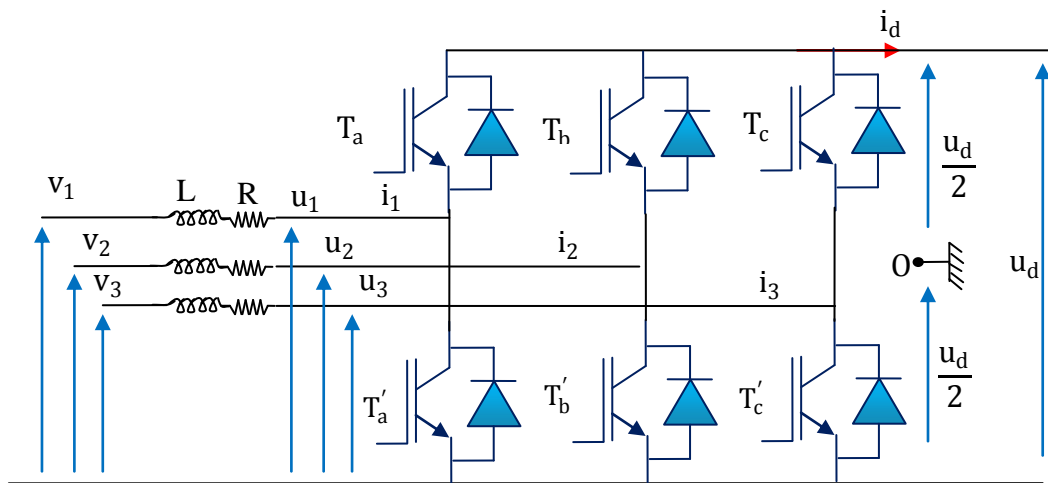 i_d
T_a
T_b
T_c
u_d/2
v_1
L
R
u_1
i_1
v_2
u_2
i_2
v_3
u_3
i_3
O
u_d
T_a'
T_b'
T_c'
u_d/2